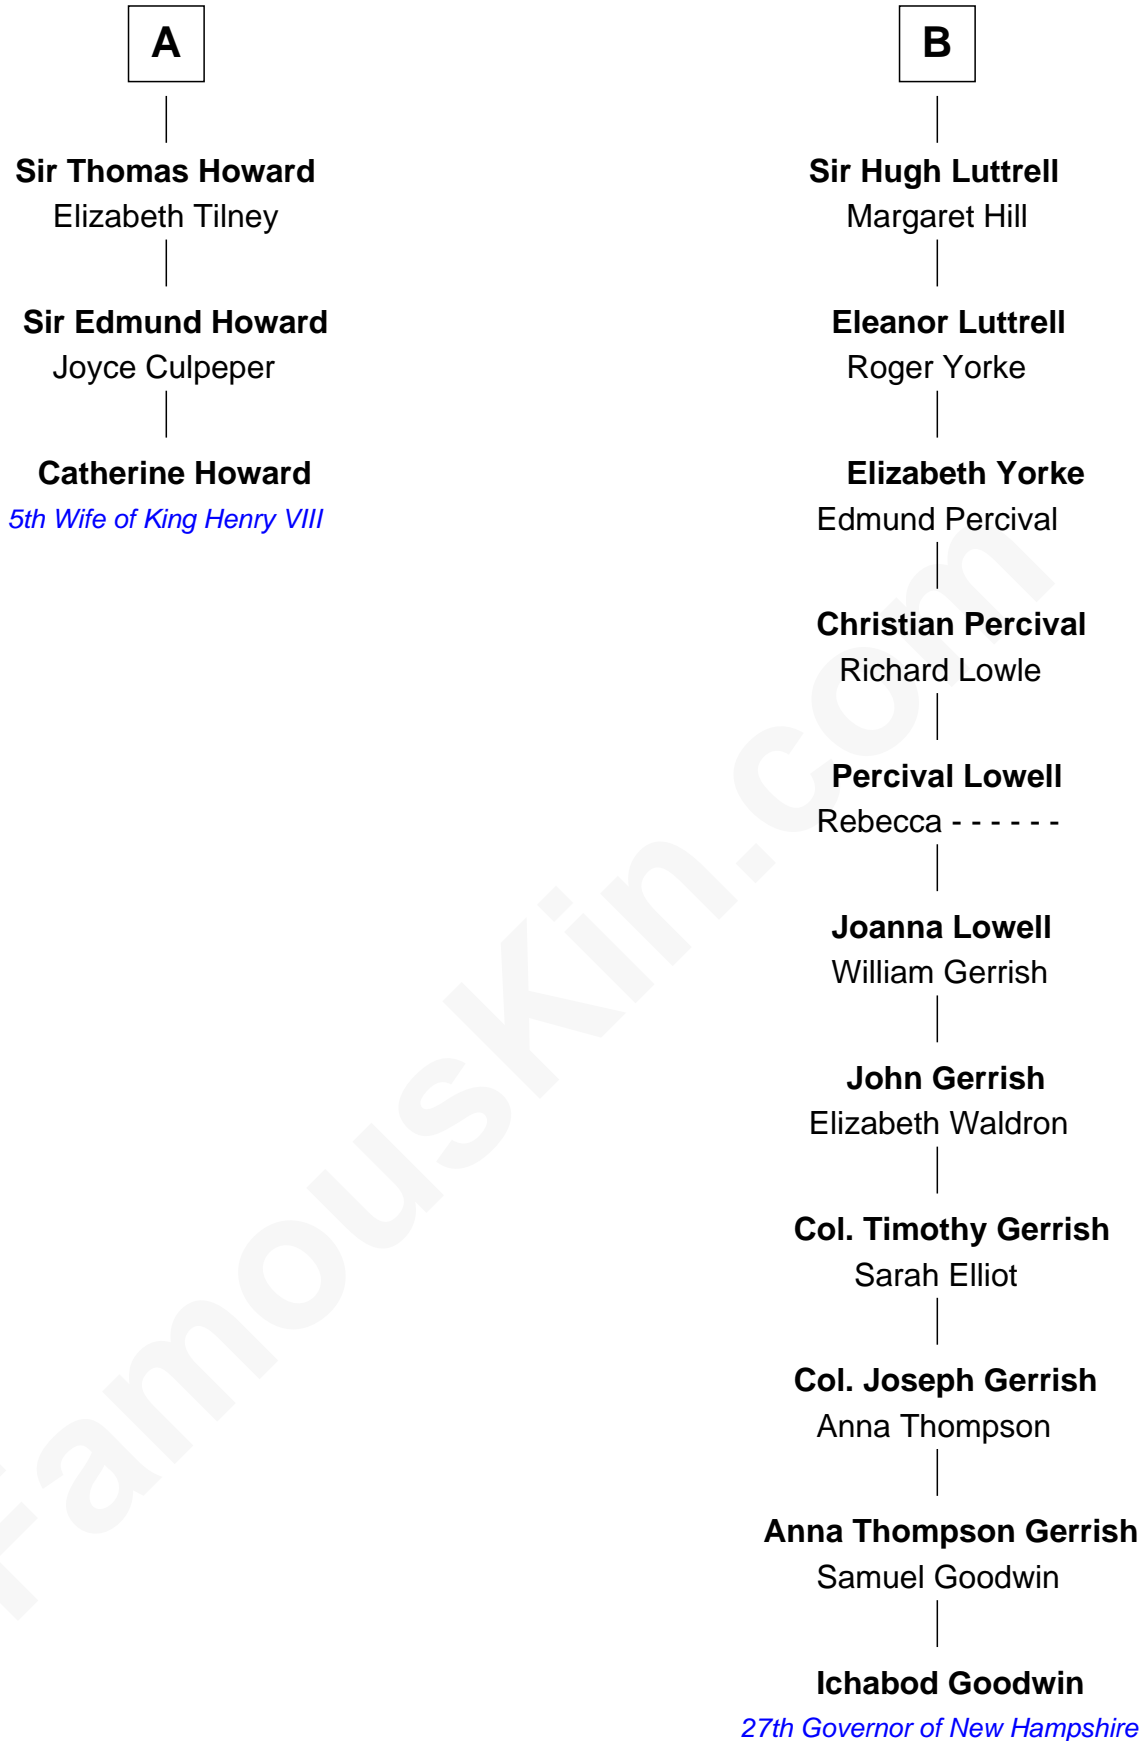 A
Sir Thomas Howard
Elizabeth Tilney
Sir Edmund Howard
Joyce Culpeper
Catherine Howard
5th Wife of King Henry VIII
B
Sir Hugh Luttrell
Margaret Hill
Eleanor Luttrell
Roger Yorke
Elizabeth Yorke
Edmund Percival
Christian Percival
Richard Lowle
Percival Lowell
Rebecca - - - - - -
Joanna Lowell
William Gerrish
John Gerrish
Elizabeth Waldron
Col. Timothy Gerrish
Sarah Elliot
Col. Joseph Gerrish
Anna Thompson
Anna Thompson Gerrish
Samuel Goodwin
Ichabod Goodwin
27th Governor of New Hampshire
FamousKin.com